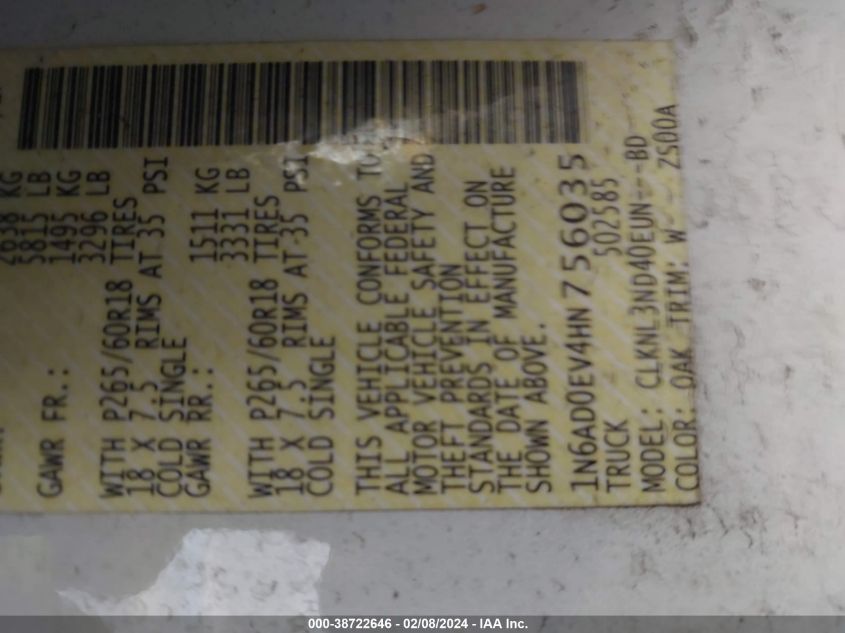 2638 KG
5815 LB
GAWR FR.: 1495 KG
3296 LB
WITH P265/60R18 TIRES
18 X 7.5 RIMS AT 35 PSI
COLD SINGLE
GAWR RR.: 1511 KG
3331 LB
WITH P265/60R18 TIRES
18 X 7.5 RIMS AT 35 PSI
COLD SINGLE
THIS VEHICLE CONFORMS TO
ALL APPLICABLE FEDERAL
MOTOR VEHICLE SAFETY AND
THEFT PREVENTION
STANDARDS IN EFFECT ON
THE DATE OF MANUFACTURE
SHOWN ABOVE.
1N6AD0EV4HN756035
TRUCK 502585
MODEL: CLKNL3ND40EUN---BD
COLOR: QAK TRIM: W ZS00A
000-38722646 - 02/08/2024 - IAA Inc.